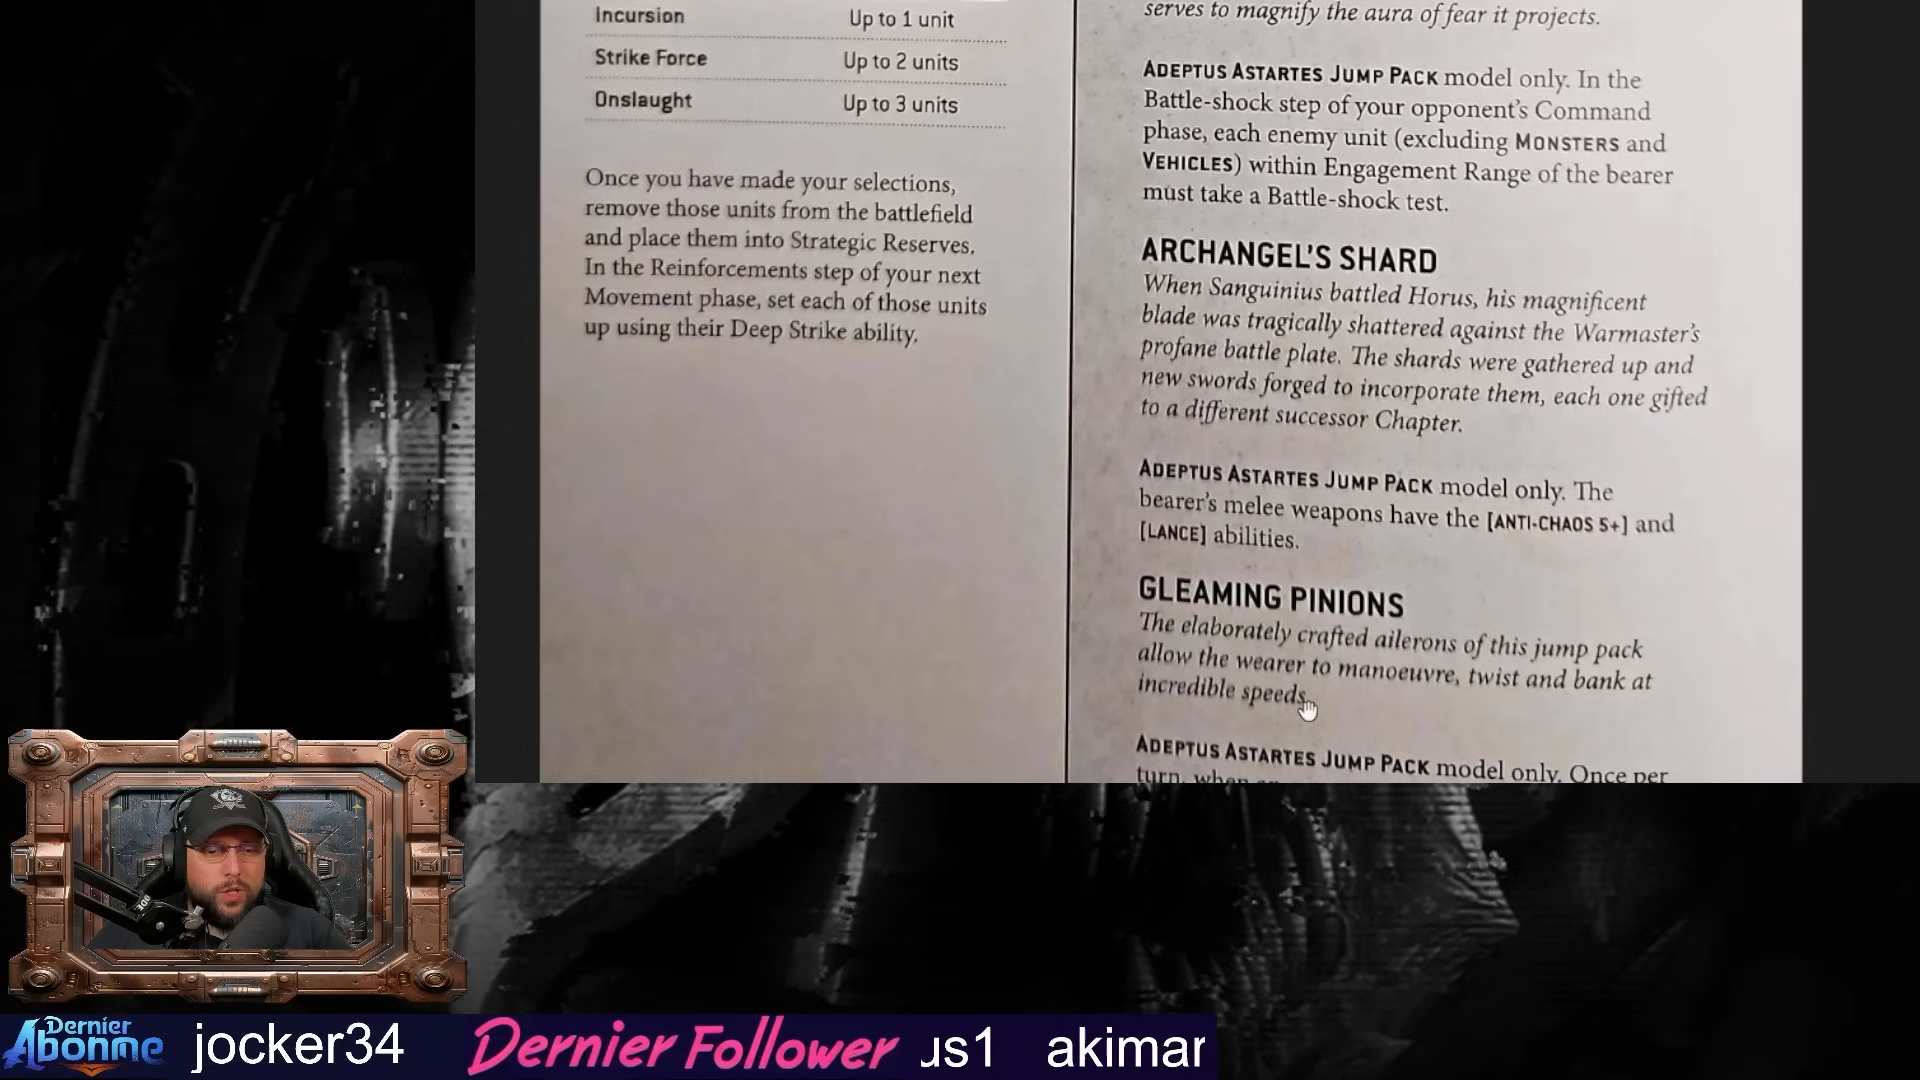 Incursion Up to 1 unit
Strike Force Up to 2 units
Onslaught Up to 3 units
Once you have made your selections,
remove those units from the battlefield
and place them into Strategic Reserves.
In the Reinforcements step of your next
Movement phase, set each of those units
up using their Deep Strike ability.
serves to magnify the aura of fear it projects.
ADEPTUS ASTARTES JUMP PACK model only. In the
Battle-shock step of your opponent's Command
phase, each enemy unit (excluding MONSTERS and
VEHICLES) within Engagement Range of the bearer
must take a Battle-shock test.
ARCHANGEL'S SHARD
When Sanguinius battled Horus, his magnificent
blade was tragically shattered against the Warmaster's
profane battle plate. The shards were gathered up and
new swords forged to incorporate them, each one gifted
to a different successor Chapter.
ADEPTUS ASTARTES JUMP PACK model only. The
bearer's melee weapons have the [ANTI-CHAOS 5+] and
[LANCE] abilities.
GLEAMING PINIONS
The elaborately crafted ailerons of this jump pack
allow the wearer to manoeuvre, twist and bank at
incredible speeds.
ADEPTUS ASTARTES JUMP PACK model only. Once per
turn, when
Dernier
Abonné jocker34 Dernier Follower us1 akimar